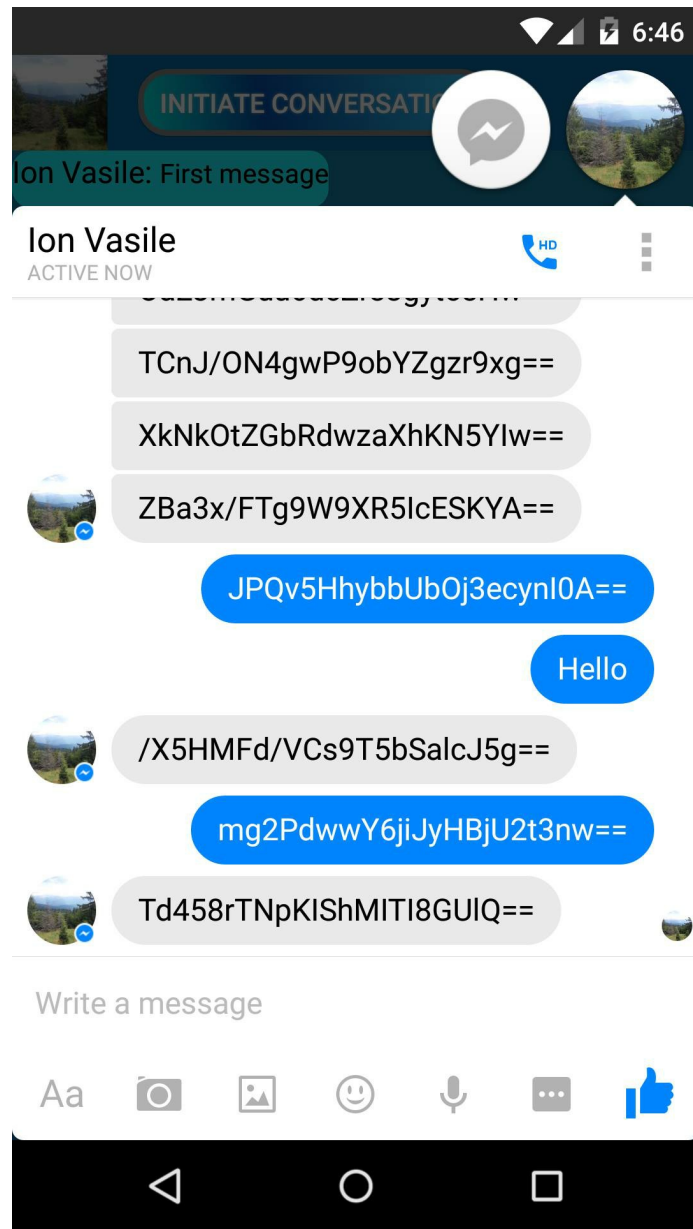 6:46
INITIATE CONVERSATIO
Ion Vasile: First message
Ion Vasile
HD
ACTIVE NOW
TCnJ/ON4gwP9obYZgzr9xg==
XkNkOtZGbRdwzaXhKN5YIw==
ZBa3x/FTg9W9XR5IcESKYA==
JPQv5HhybbUbOj3ecynI0A==
Hello
/X5HMFd/VCs9T5bSalcJ5g==
mg2PdwwY6jiJyHBjU2t3nw==
Td458rTNpKIShMITI8GUlQ==
Write a message
Aa